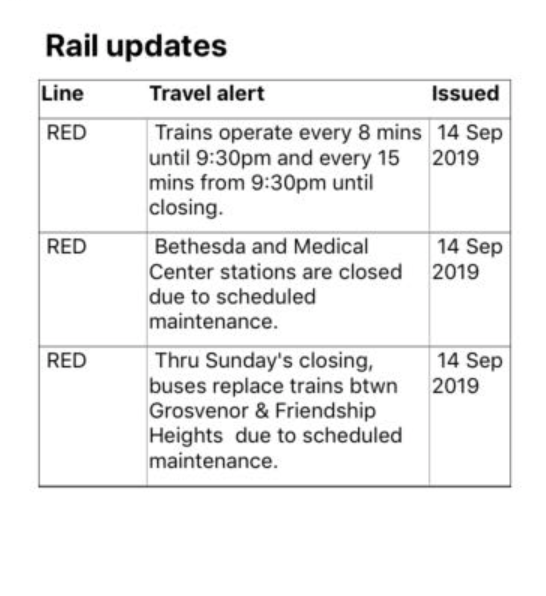 Rail updates
Line Travel alert Issued
RED Trains operate every 8 mins 14 Sep
until 9:30pm and every 15 2019
mins from 9:30pm until
closing.
RED Bethesda and Medical 14 Sep
Center stations are closed 2019
due to scheduled
maintenance.
RED Thru Sunday's closing, 14 Sep
buses replace trains btwn 2019
Grosvenor & Friendship
Heights due to scheduled
maintenance.